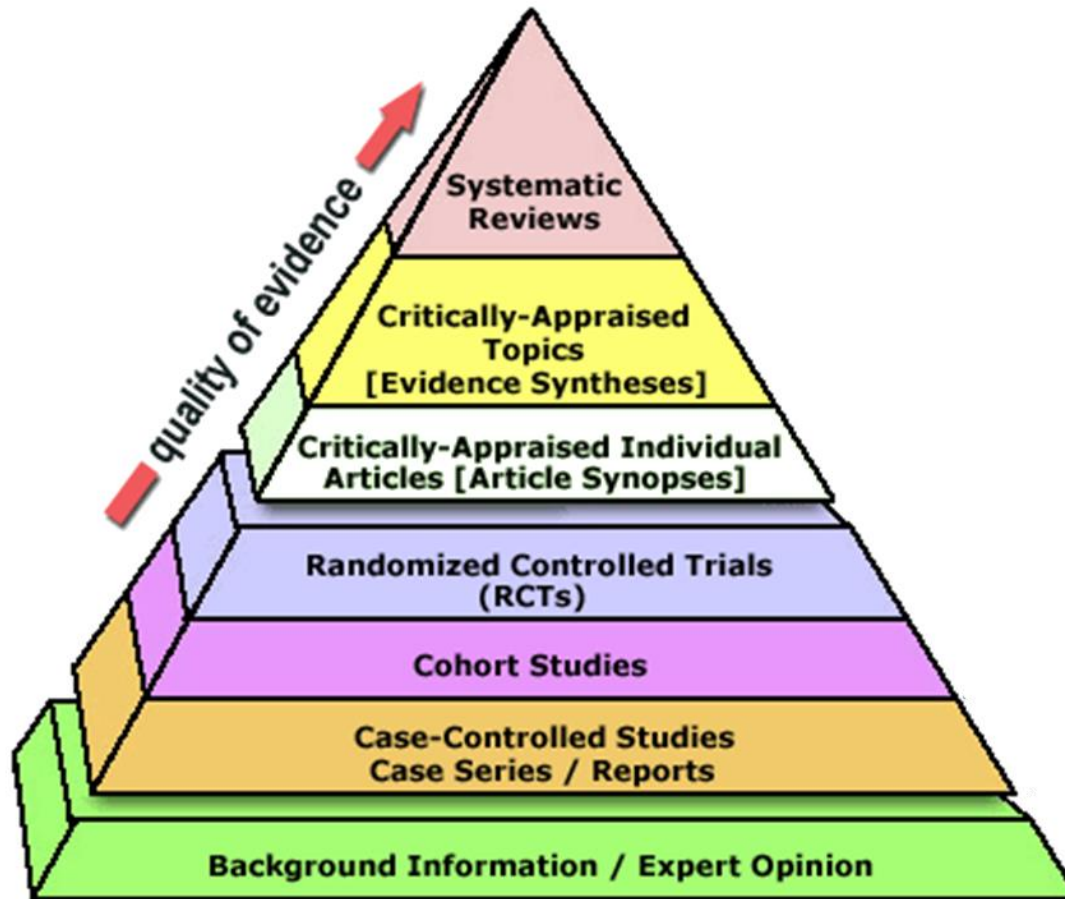 quality of evidence
Systematic
Reviews
Critically-Appraised
Topics
[Evidence Syntheses]
Critically-Appraised Individual
Articles [Article Synopses]
Randomized Controlled Trials
(RCTs)
Cohort Studies
Case-Controlled Studies
Case Series / Reports
Background Information / Expert Opinion